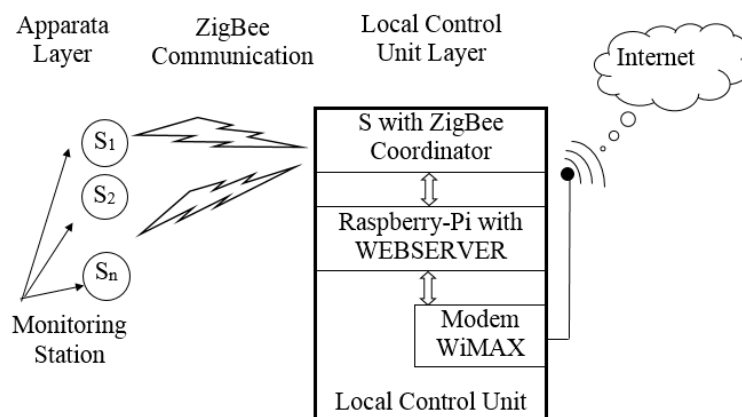 Apparata
Layer
ZigBee
Communication
Local Control
Unit Layer
Internet
S1
S2
Sn
Monitoring
Station
S with ZigBee
Coordinator
Raspberry-Pi with
WEBSERVER
Modem
WiMAX
Local Control Unit